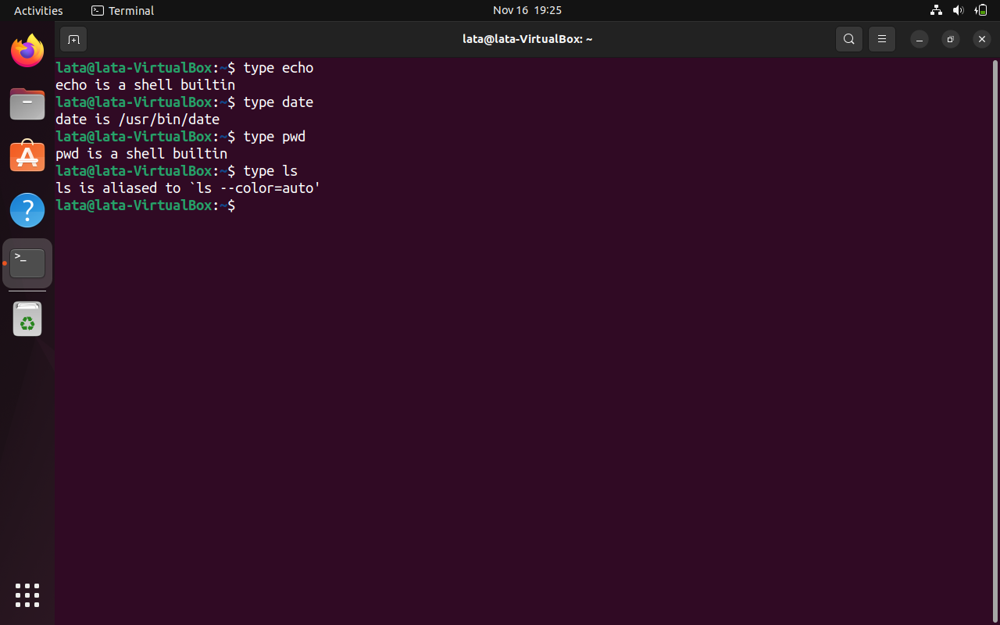 Activities Terminal Nov 16 19:25
lata@lata-VirtualBox: ~
lata@lata-VirtualBox:~$ type echo
echo is a shell builtin
lata@lata-VirtualBox:~$ type date
date is /usr/bin/date
lata@lata-VirtualBox:~$ type pwd
pwd is a shell builtin
lata@lata-VirtualBox:~$ type ls
ls is aliased to `ls --color=auto'
lata@lata-VirtualBox:~$